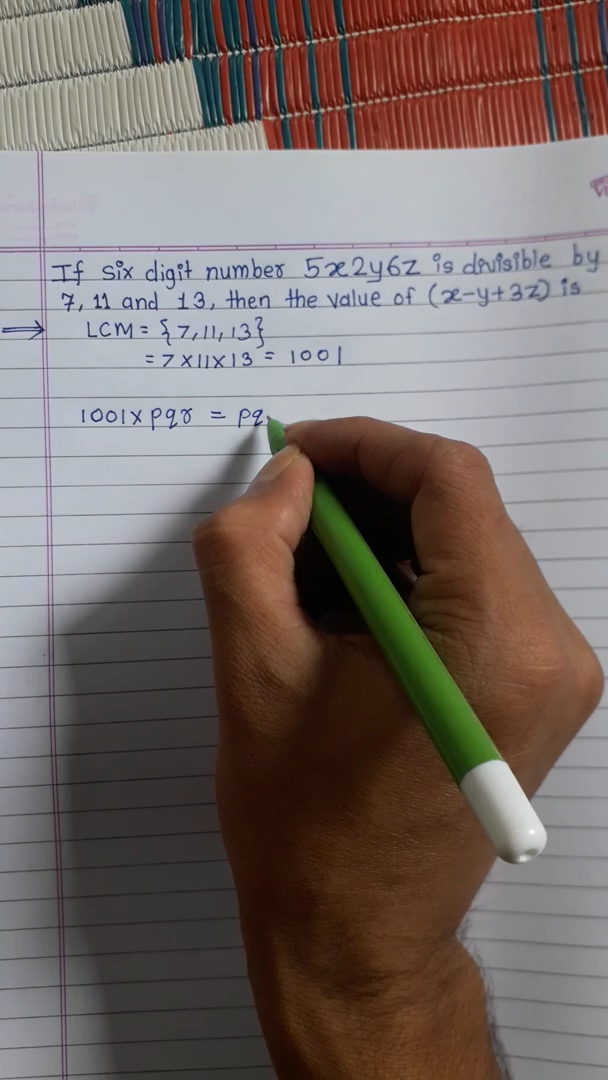 If six digit number 5x2y6z is divisible by
7, 11 and 13, then the value of (x-y+3z) is
⟹ LCM = {7, 11, 13}
= 7×11×13 = 1001
1001×pqr = pq